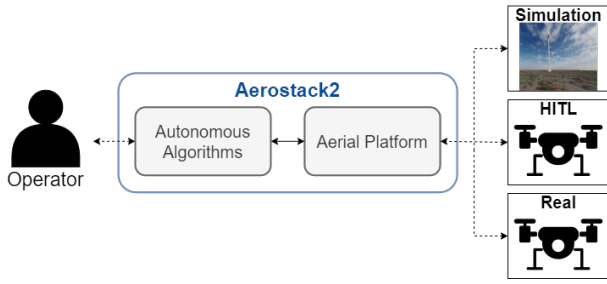 Simulation
Aerostack2
Autonomous
Algorithms
Aerial Platform
HITL
Operator
Real